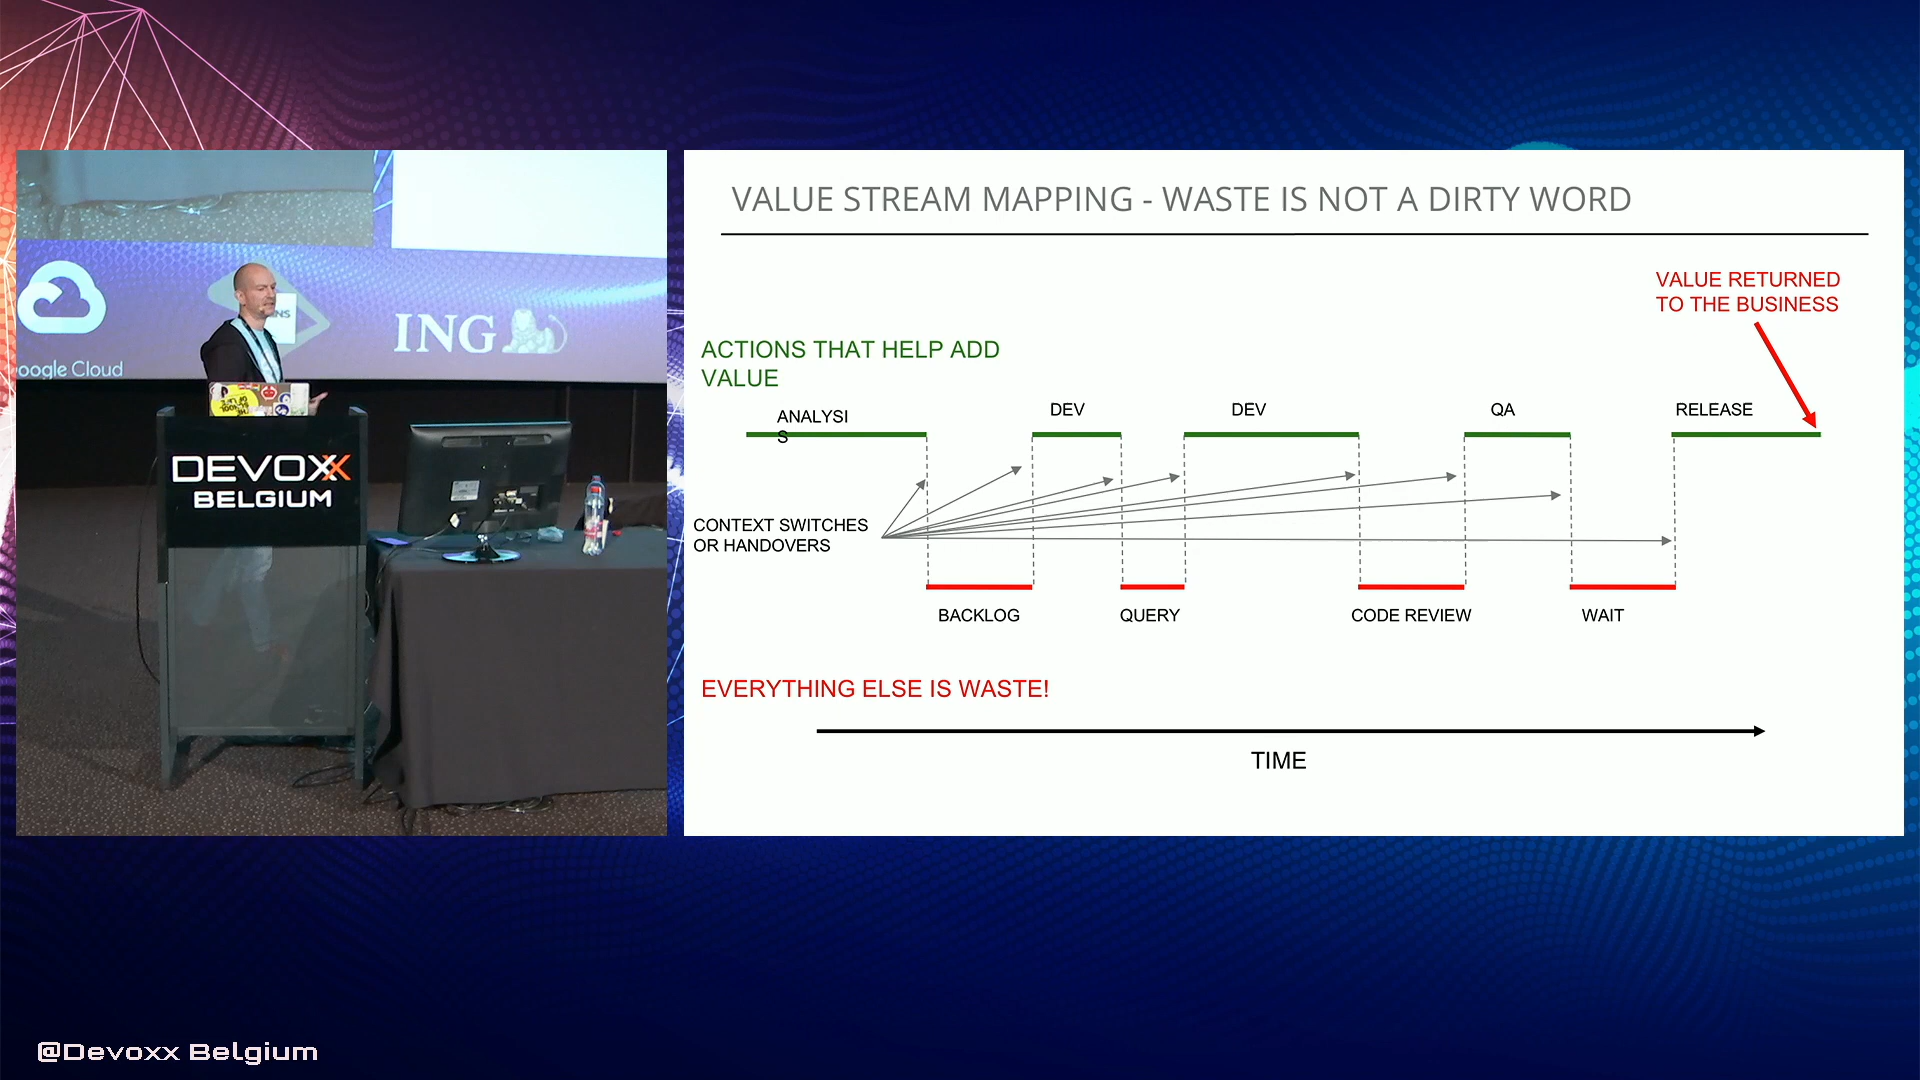 VALUE STREAM MAPPING - WASTE IS NOT A DIRTY WORD
VALUE RETURNED
TO THE BUSINESS
ACTIONS THAT HELP ADD
VALUE
ANALYSI
S
DEV
DEV
QA
RELEASE
CONTEXT SWITCHES
OR HANDOVERS
BACKLOG
QUERY
CODE REVIEW
WAIT
EVERYTHING ELSE IS WASTE!
TIME
oogle Cloud
NS
ING
DEVOXX
BELGIUM
@Devoxx Belgium